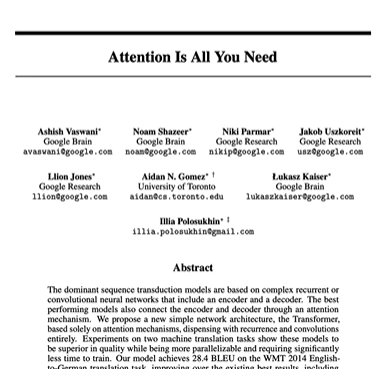 Attention Is All You Need
Ashish Vaswani* Noam Shazeer* Niki Parmar* Jakob Uszkoreit*
Google Brain Google Brain Google Research Google Research
avaswani@google.com noam@google.com nikip@google.com usz@google.com
Llion Jones* Aidan N. Gomez* † Łukasz Kaiser*
Google Research University of Toronto Google Brain
llion@google.com aidan@cs.toronto.edu lukaszkaiser@google.com
Illia Polosukhin* ‡
illia.polosukhin@gmail.com
Abstract
The dominant sequence transduction models are based on complex recurrent or
convolutional neural networks that include an encoder and a decoder. The best
performing models also connect the encoder and decoder through an attention
mechanism. We propose a new simple network architecture, the Transformer,
based solely on attention mechanisms, dispensing with recurrence and convolutions
entirely. Experiments on two machine translation tasks show these models to
be superior in quality while being more parallelizable and requiring significantly
less time to train. Our model achieves 28.4 BLEU on the WMT 2014 English-
to-German translation task, improving over the existing best results, including